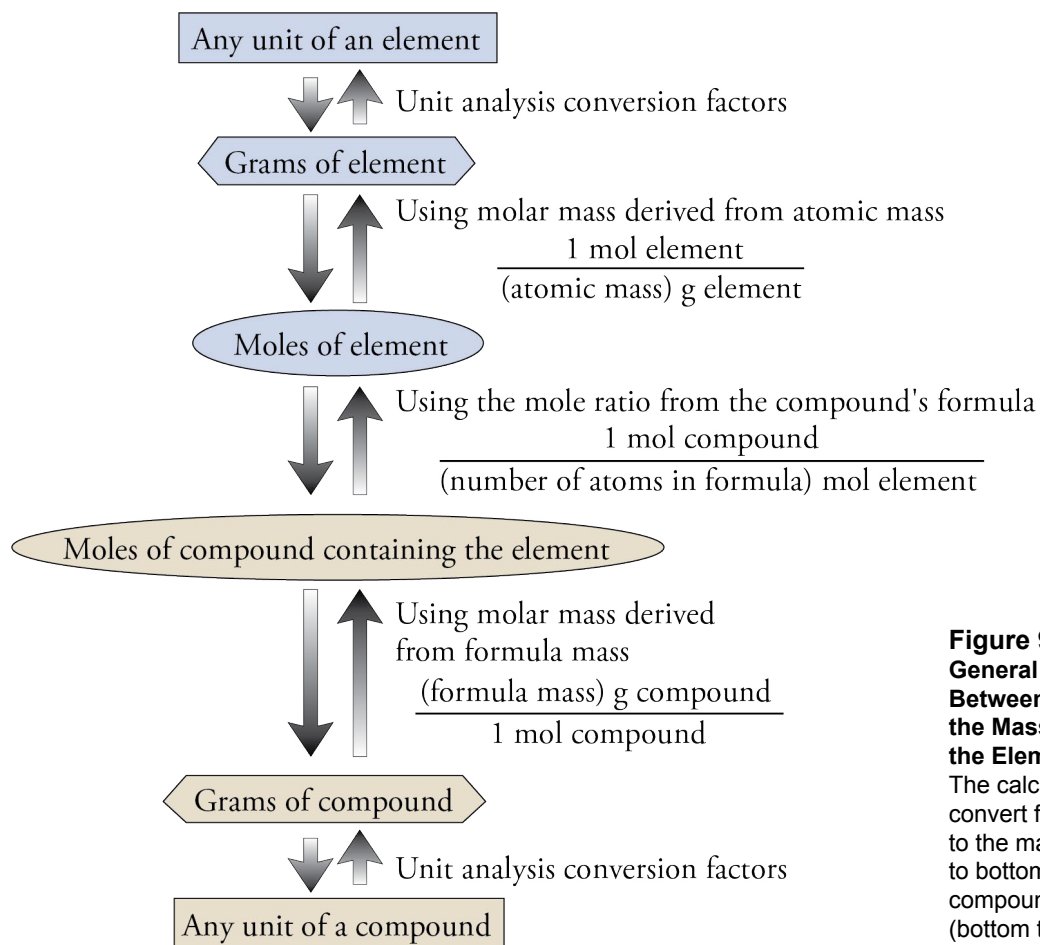 Any unit of an element
Unit analysis conversion factors
Grams of element
Using molar mass derived from atomic mass
1 mol element
(atomic mass) g element
Moles of element
Using the mole ratio from the compound's formula
1 mol compound
(number of atoms in formula) mol element
Moles of compound containing the element
Using molar mass derived
from formula mass
(formula mass) g compound
1 mol compound
Grams of compound
Unit analysis conversion factors
Any unit of a compound
Figure
General
Between
the Mass
the Elem
The calc
convert f
to the ma
to bottom
compoun
(bottom t